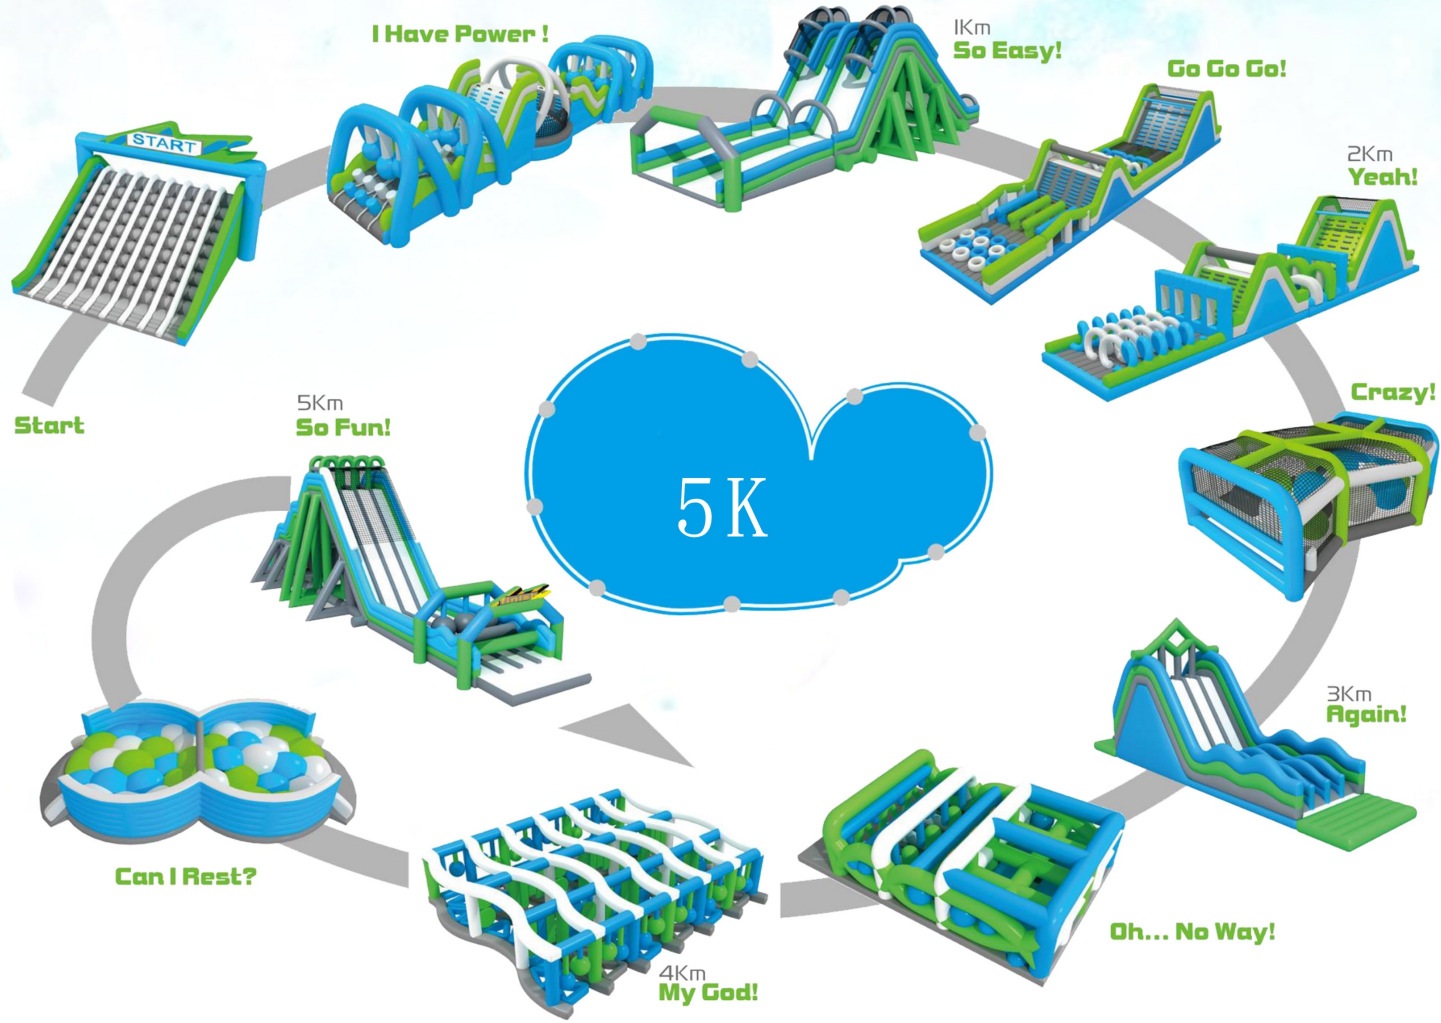 START
Start
I Have Power !
1Km
So Easy!
Go Go Go!
2Km
Yeah!
Crazy!
3Km
Again!
Oh... No Way!
4Km
My God!
Can I Rest?
5Km
So Fun!
5K